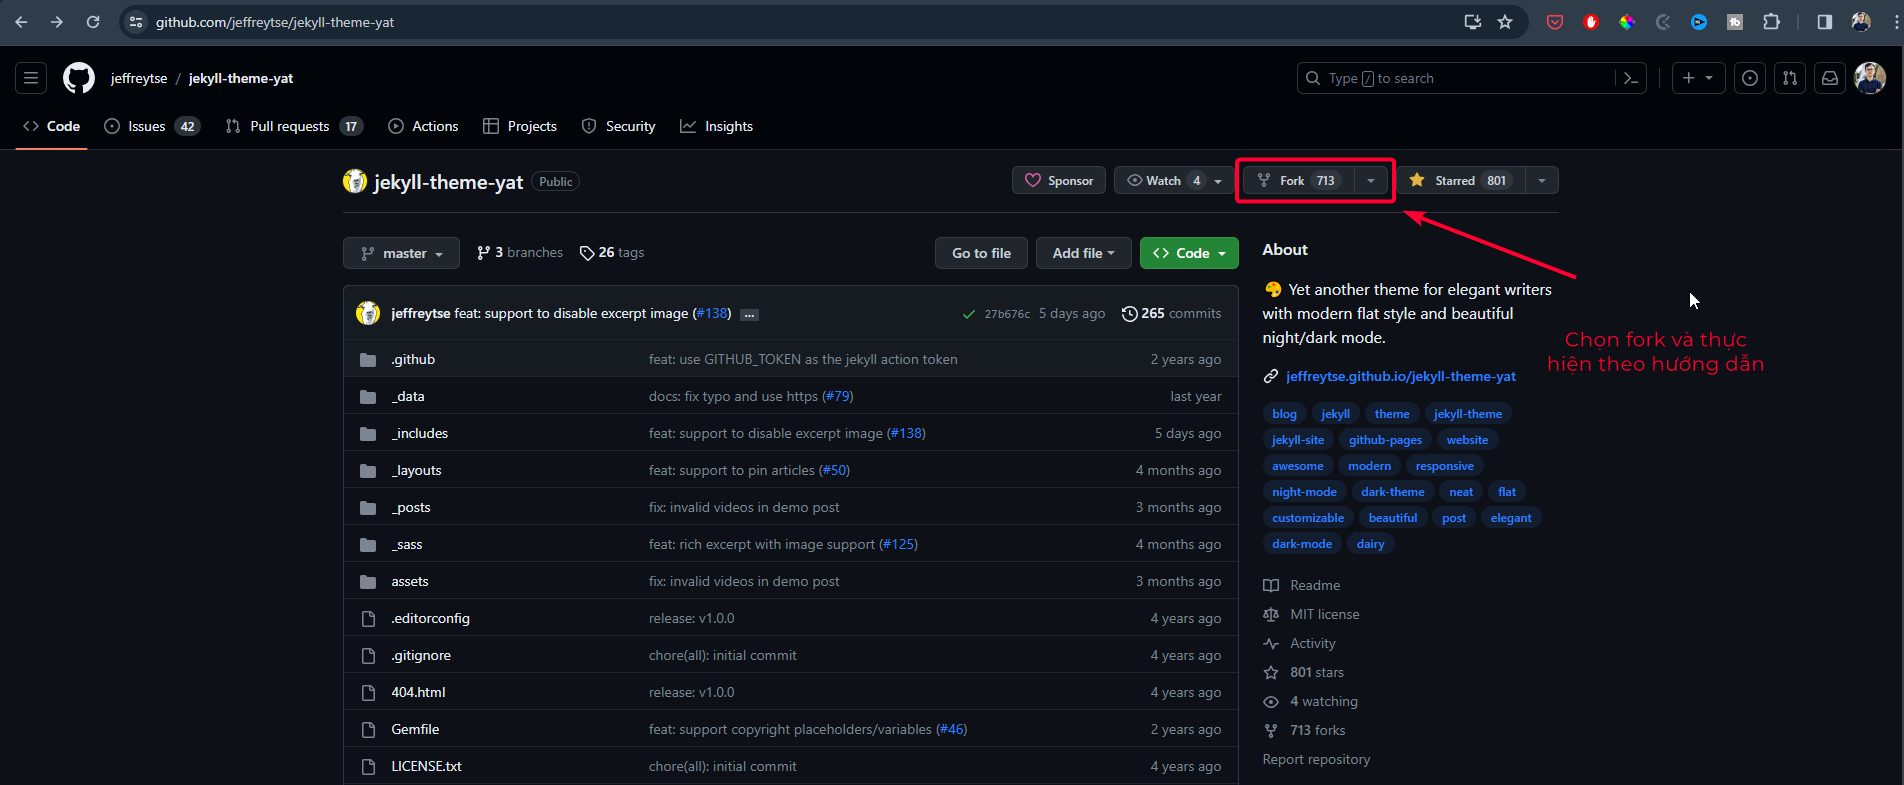 github.com/jeffreytse/jekyll-theme-yat
jeffreytse / jekyll-theme-yat
Type / to search
Code Issues 42 Pull requests 17 Actions Projects Security Insights
jekyll-theme-yat Public
Sponsor Watch 4 Fork 713 Starred 801
master 3 branches 26 tags Go to file Add file Code
jeffreytse feat: support to disable excerpt image (#138) ... 27b676c 5 days ago 265 commits
.github feat: use GITHUB_TOKEN as the jekyll action token 2 years ago
_data docs: fix typo and use https (#79) last year
_includes feat: support to disable excerpt image (#138) 5 days ago
_layouts feat: support to pin articles (#50) 4 months ago
_posts fix: invalid videos in demo post 3 months ago
_sass feat: rich excerpt with image support (#125) 4 months ago
assets fix: invalid videos in demo post 3 months ago
.editorconfig release: v1.0.0 4 years ago
.gitignore chore(all): initial commit 4 years ago
404.html release: v1.0.0 4 years ago
Gemfile feat: support copyright placeholders/variables (#46) 2 years ago
LICENSE.txt chore(all): initial commit 4 years ago
About
Yet another theme for elegant writers
with modern flat style and beautiful
night/dark mode.
jeffreytse.github.io/jekyll-theme-yat
blog jekyll theme jekyll-theme
jekyll-site github-pages website
awesome modern responsive
night-mode dark-theme neat flat
customizable beautiful post elegant
dark-mode dairy
Readme
MIT license
Activity
801 stars
4 watching
713 forks
Report repository
Chọn fork và thực
hiện theo hướng dẫn